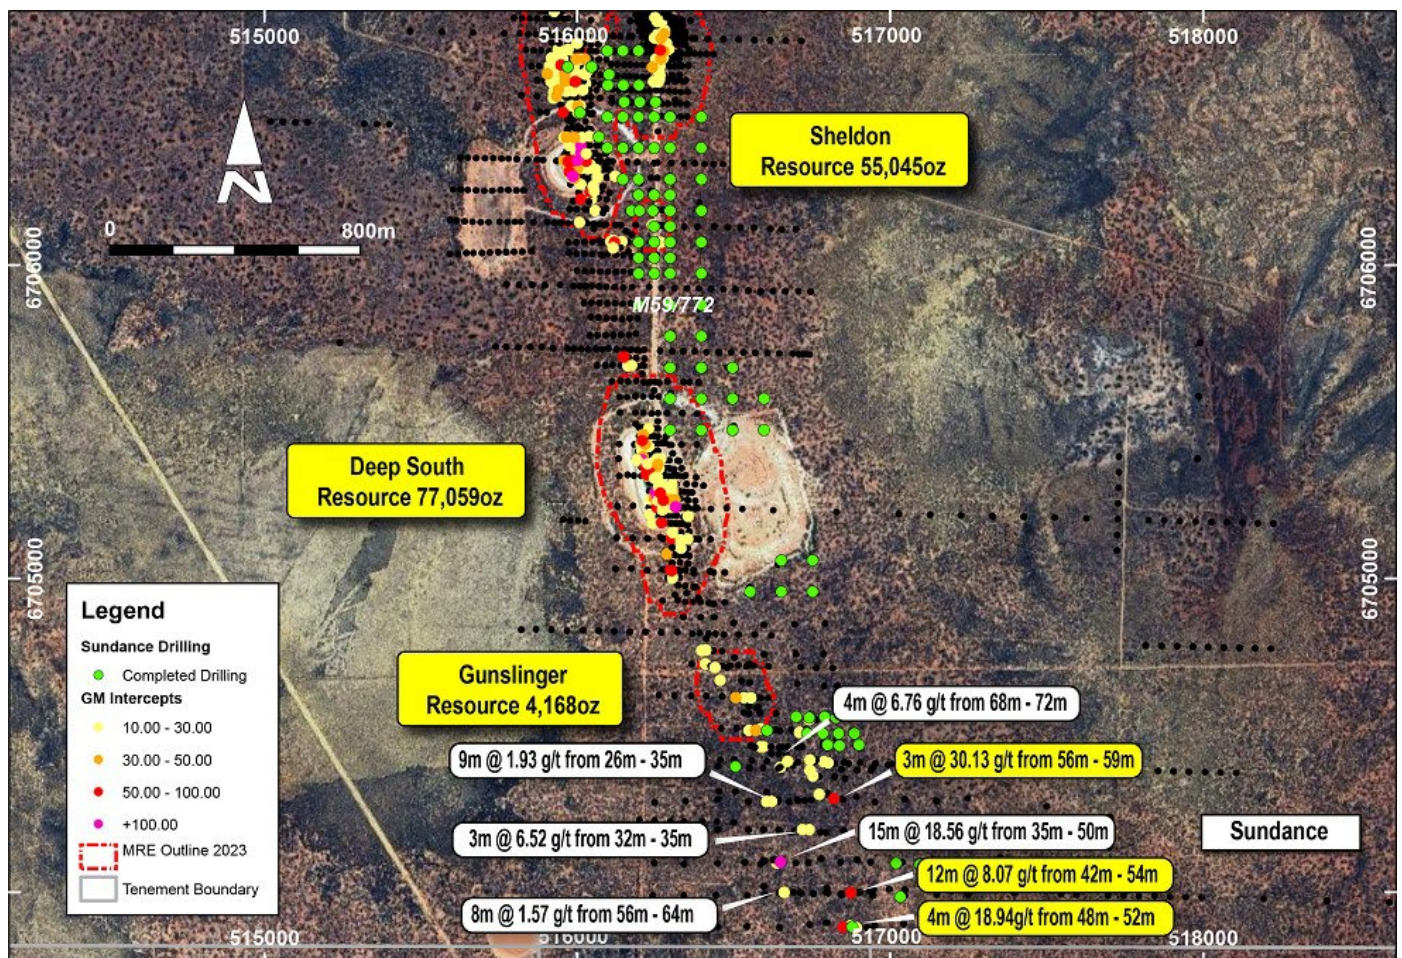 515000
516000
517000
518000
Sheldon
Resource 55,045oz
N
0
800m
6706000
6706000
M59/772
Deep South
Resource 77,059oz
6705000
6705000
Legend
Sundance Drilling
Completed Drilling
GM Intercepts
10.00 - 30.00
30.00 - 50.00
50.00 - 100.00
+100.00
MRE Outline 2023
Tenement Boundary
Gunslinger
Resource 4,168oz
4m @ 6.76 g/t from 68m - 72m
9m @ 1.93 g/t from 26m - 35m
3m @ 30.13 g/t from 56m - 59m
3m @ 6.52 g/t from 32m - 35m
15m @ 18.56 g/t from 35m - 50m
Sundance
12m @ 8.07 g/t from 42m - 54m
8m @ 1.57 g/t from 56m - 64m
4m @ 18.94g/t from 48m - 52m
515000
516000
517000
518000